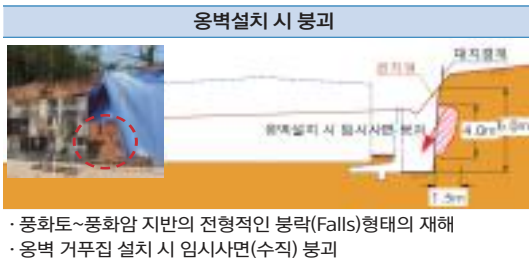 옹벽설치 시 붕괴
대지경계
옹벽설치 시 임시사면 붕괴
4.0m
6.0m
1.5m
· 풍화토~풍화암 지반의 전형적인 붕락(Falls)형태의 재해
· 옹벽 거푸집 설치 시 임시사면(수직) 붕괴